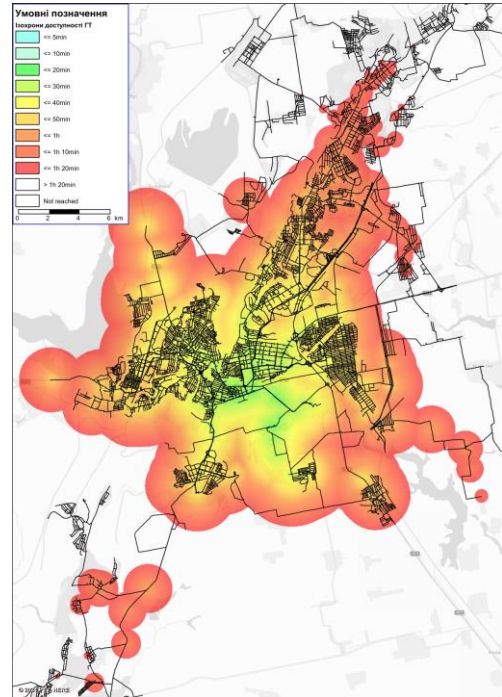 Умовні позначення
Ізохрони доступності ГТ
<= 5min
<= 10min
<= 20min
<= 30min
<= 40min
<= 50min
<= 1h
<= 1h 10min
<= 1h 20min
> 1h 20min
Not reached
0 2 4 6
km